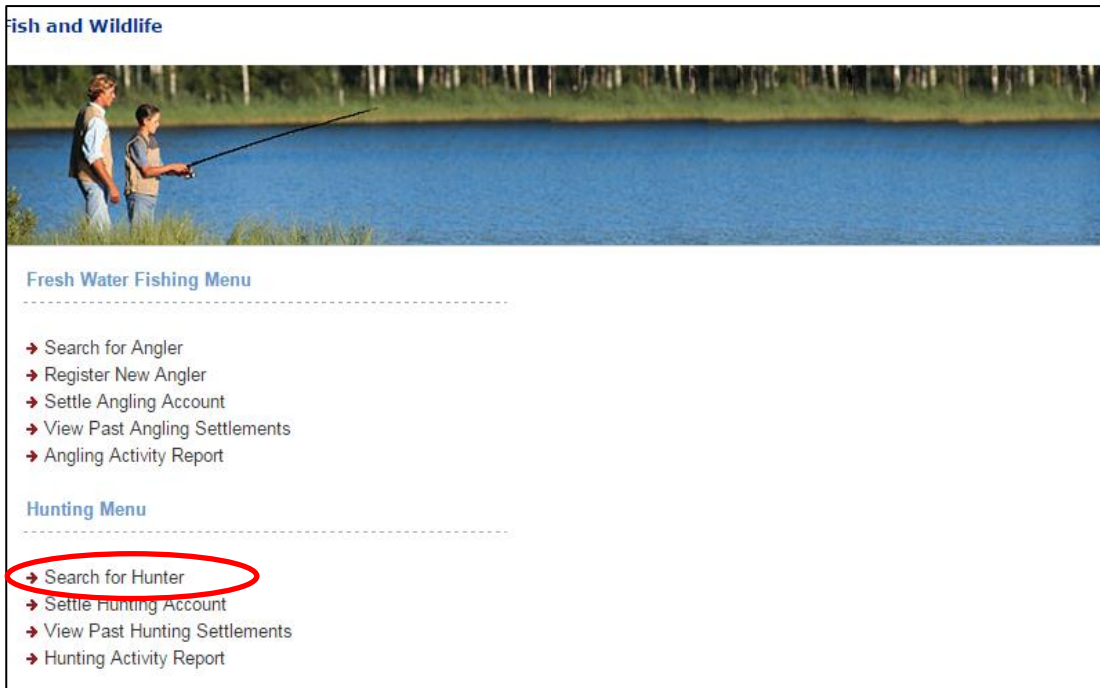 Fish and Wildlife
Fresh Water Fishing Menu
Search for Angler
Register New Angler
Settle Angling Account
View Past Angling Settlements
Angling Activity Report
Hunting Menu
Search for Hunter
Settle Hunting Account
View Past Hunting Settlements
Hunting Activity Report